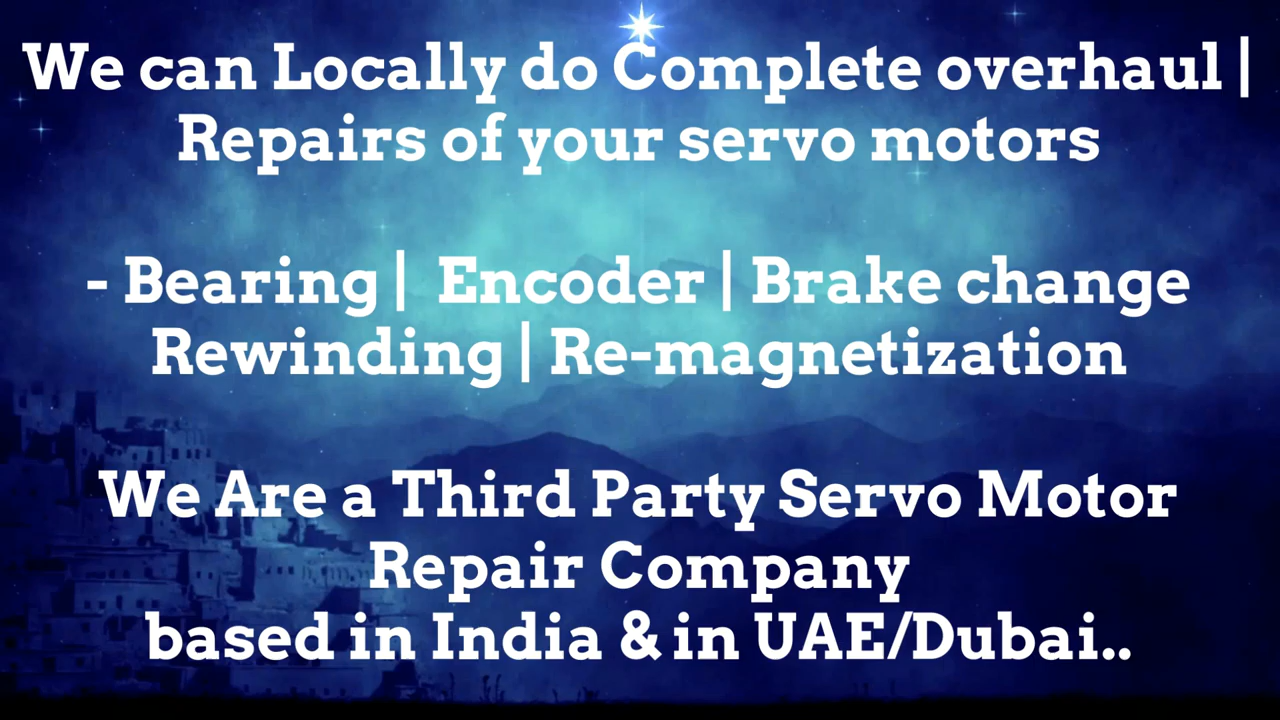 We can Locally do Complete overhaul |
Repairs of your servo motors
- Bearing | Encoder | Brake change
Rewinding | Re-magnetization
We Are a Third Party Servo Motor
Repair Company
based in India & in UAE/Dubai..